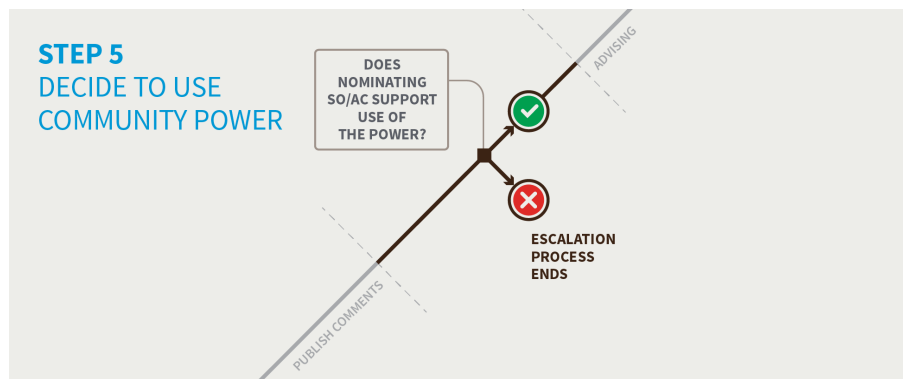 STEP 5
DECIDE TO USE
COMMUNITY POWER
DOES
NOMINATING
SO/AC SUPPORT
USE OF
THE POWER?
ADVISING
ESCALATION
PROCESS
ENDS
PUBLISH COMMENTS